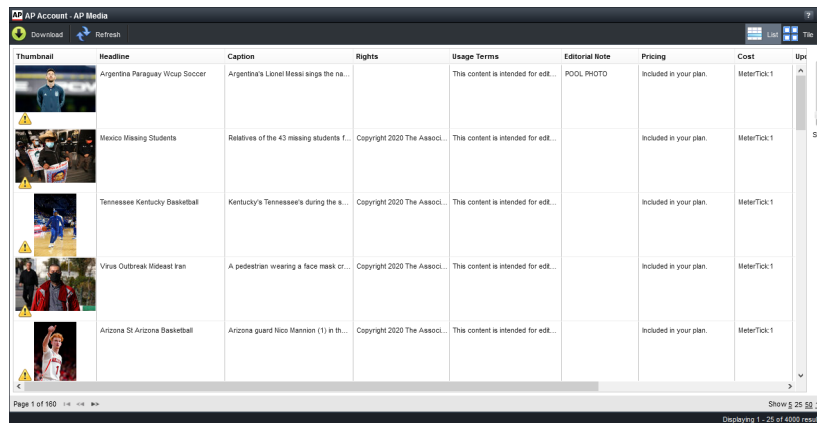 AP AP Account - AP Media ?
Download Refresh List Tile
Thumbnail Headline Caption Rights Usage Terms Editorial Note Pricing Cost
Argentina Paraguay Wcup Soccer Argentina's Lionel Messi sings the na... This content is intended for edit... POOL PHOTO Included in your plan. MeterTick:1
Mexico Missing Students Relatives of the 43 missing students f... Copyright 2020 The Associ... This content is intended for edit... Included in your plan. MeterTick:1
Tennessee Kentucky Basketball Kentucky's Tennessee's during the s... Copyright 2020 The Associ... This content is intended for edit... Included in your plan. MeterTick:1
Virus Outbreak Mideast Iran A pedestrian wearing a face mask cr... Copyright 2020 The Associ... This content is intended for edit... Included in your plan. MeterTick:1
Arizona St Arizona Basketball Arizona guard Nico Mannion (1) in th... Copyright 2020 The Associ... This content is intended for edit... Included in your plan. MeterTick:1
Page 1 of 160 Show 5 25 50
Displaying 1 - 25 of 4000 resul